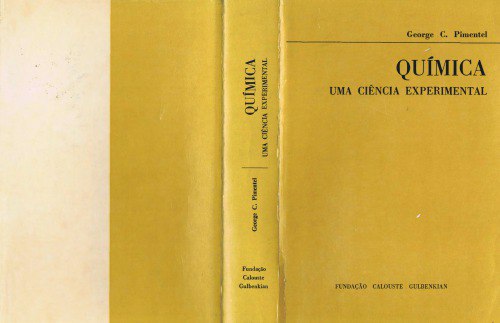 QUÍMICA
UMA CIÊNCIA EXPERIMENTAL
George C. Pimentel
Fundação
Calouste
Gulbenkian
George C. Pimentel
QUÍMICA
UMA CIÊNCIA EXPERIMENTAL
FUNDAÇÃO CALOUSTE GULBENKIAN